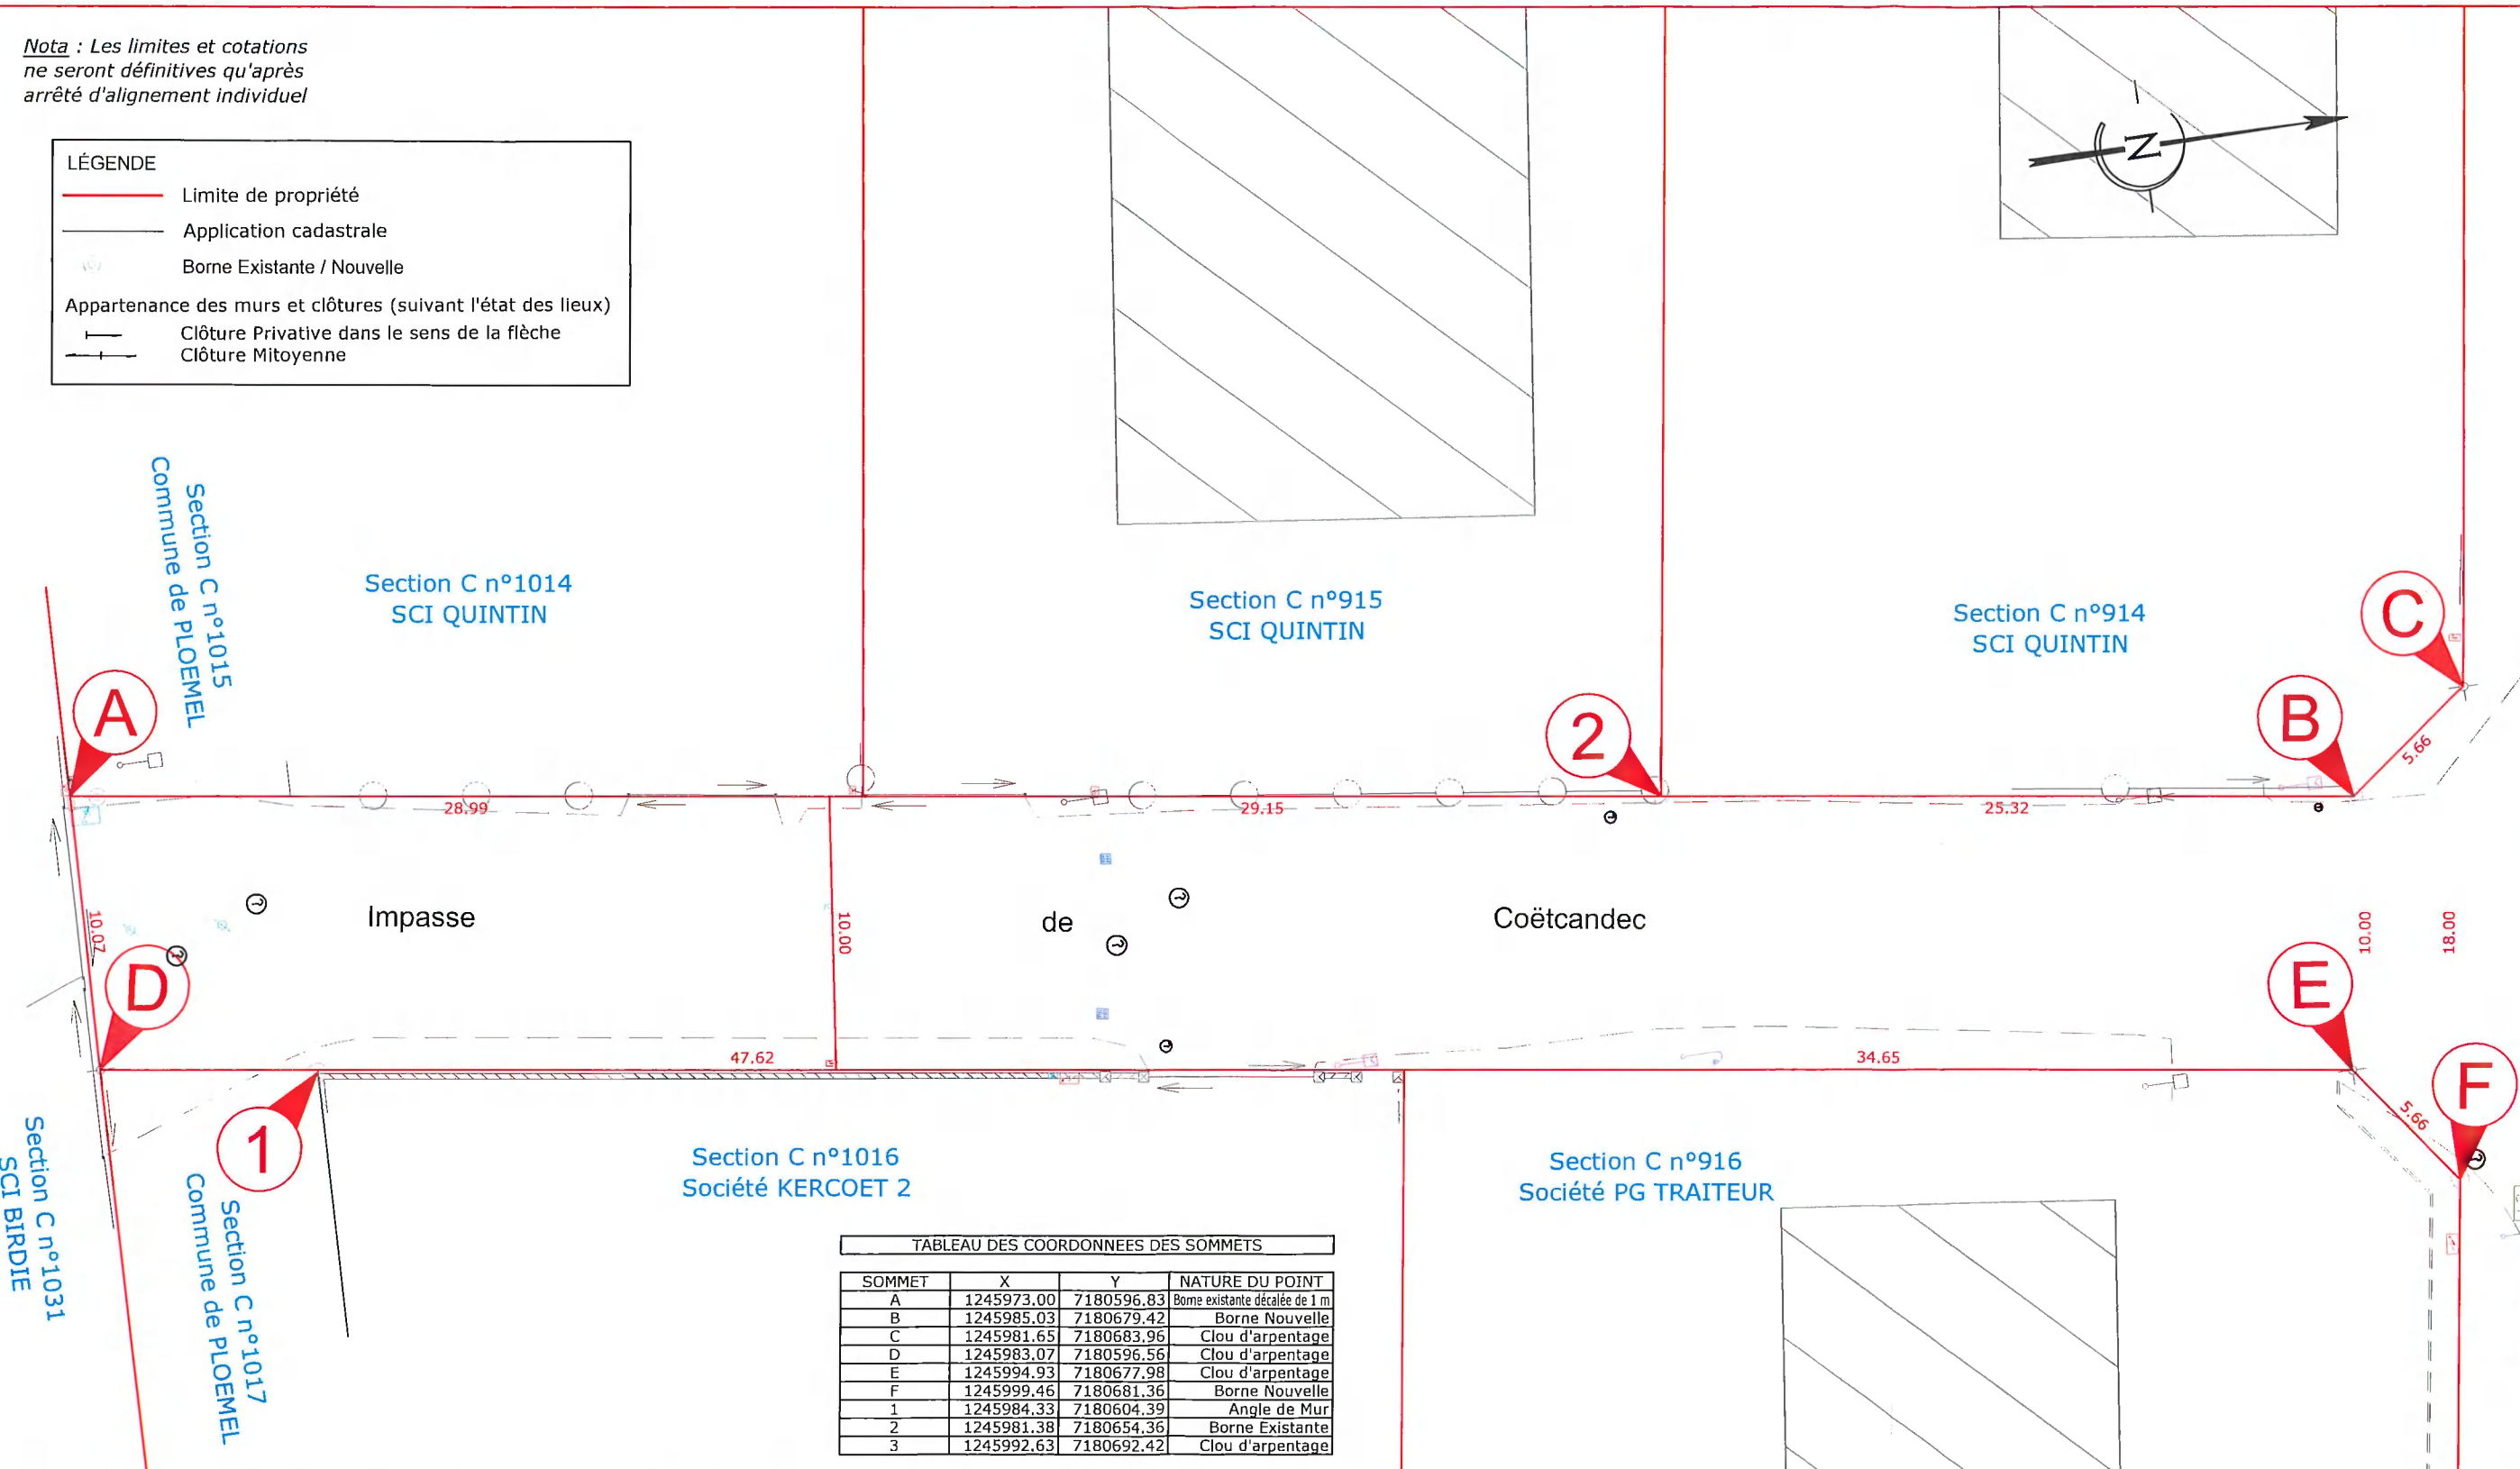 Nota : Les limites et cotations
ne seront définitives qu'après
arrêté d'alignement individuel
LÉGENDE
Limite de propriété
Application cadastrale
Borne Existante / Nouvelle
Appartenance des murs et clôtures (suivant l'état des lieux)
Clôture Privative dans le sens de la flèche
Clôture Mitoyenne
N
Section C n°1015
Commune de PLOEMEL
Section C n°1014
SCI QUINTIN
Section C n°915
SCI QUINTIN
Section C n°914
SCI QUINTIN
A
2
B
C
28.99
29.15
25.32
5.66
10.07
Impasse
10.00
de
Coëtcandec
10.00
18.00
D
E
F
47.62
34.65
5.66
1
Section C n°1031
SCI BIRDIE
Section C n°1017
Commune de PLOEMEL
Section C n°1016
Société KERCOET 2
Section C n°916
Société PG TRAITEUR
TABLEAU DES COORDONNEES DES SOMMETS
SOMMET X Y NATURE DU POINT
A 1245973.00 7180596.83 Borne existante décalée de 1 m
B 1245985.03 7180679.42 Borne Nouvelle
C 1245981.65 7180683.96 Clou d'arpentage
D 1245983.07 7180596.56 Clou d'arpentage
E 1245994.93 7180677.98 Clou d'arpentage
F 1245999.46 7180681.36 Borne Nouvelle
1 1245984.33 7180604.39 Angle de Mur
2 1245981.38 7180654.36 Borne Existante
3 1245992.63 7180692.42 Clou d'arpentage